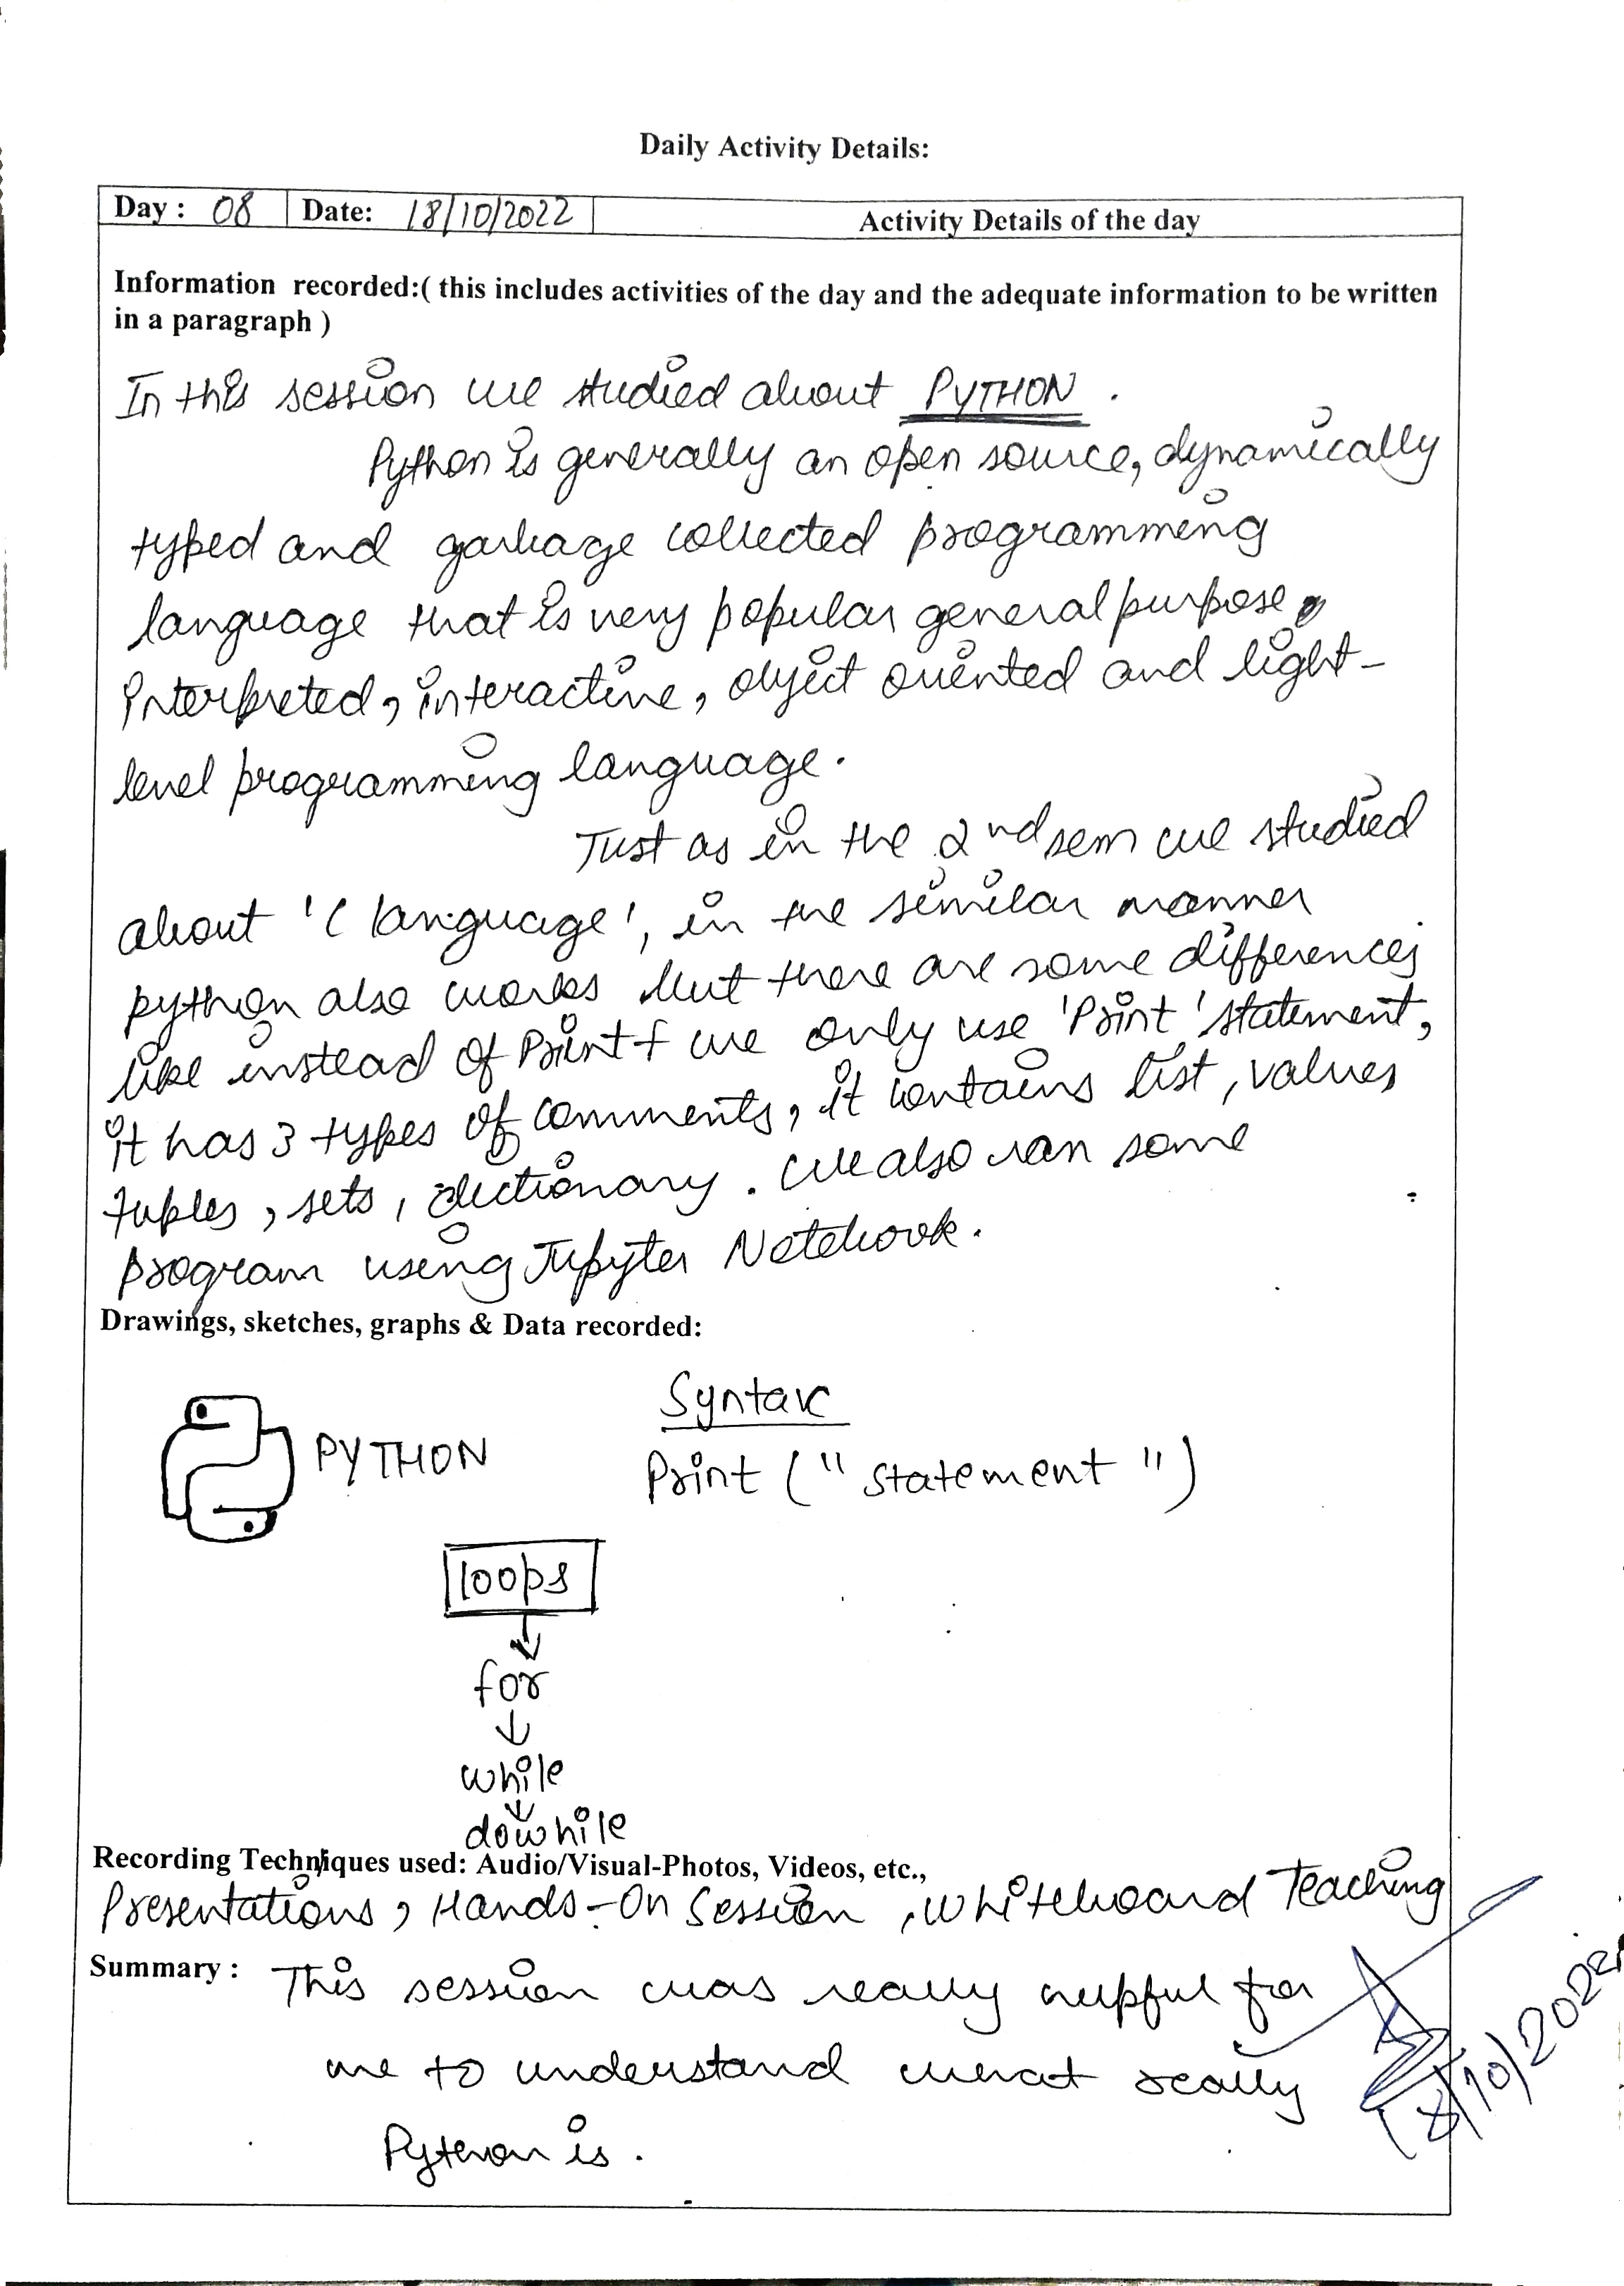 Daily Activity Details:
Day : 08 Date: 18/10/2022 Activity Details of the day
Information recorded:( this includes activities of the day and the adequate information to be written
in a paragraph )
In this session we studied about PYTHON .
Python is generally an open source, dynamically
typed and garbage collected programming
language that is very popular general purpose,
interpreted, interactive, object oriented and light-
level programming language.
Just as in the 2nd sem we studied
about 'C language', in the similar manner
python also works but there are some differences
like instead of Printf we only use 'Print' statement,
it has 3 types of comments, it contains list, values
tuples, sets, dictionary. We also ran some
program using Jupyter Notebook.
Drawings, sketches, graphs & Data recorded:
Syntax
PYTHON
Print (" statement ")
loops
for
while
dowhile
Recording Techniques used: Audio/Visual-Photos, Videos, etc.,
Presentations, Hands-On Session, Whiteboard Teaching
Summary : This session was really helpful for
me to understand what really
Python is.
18/10/2022